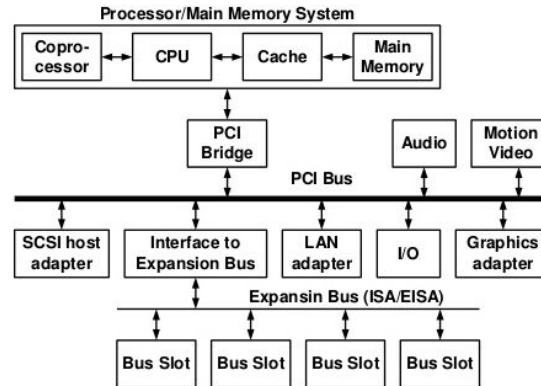 Processor/Main Memory System
Copro-
cessor
CPU
Cache
Main
Memory
PCI
Bridge
Audio
Motion
Video
PCI Bus
SCSI host
adapter
Interface to
Expansion Bus
LAN
adapter
I/O
Graphics
adapter
Expansin Bus (ISA/EISA)
Bus Slot
Bus Slot
Bus Slot
Bus Slot